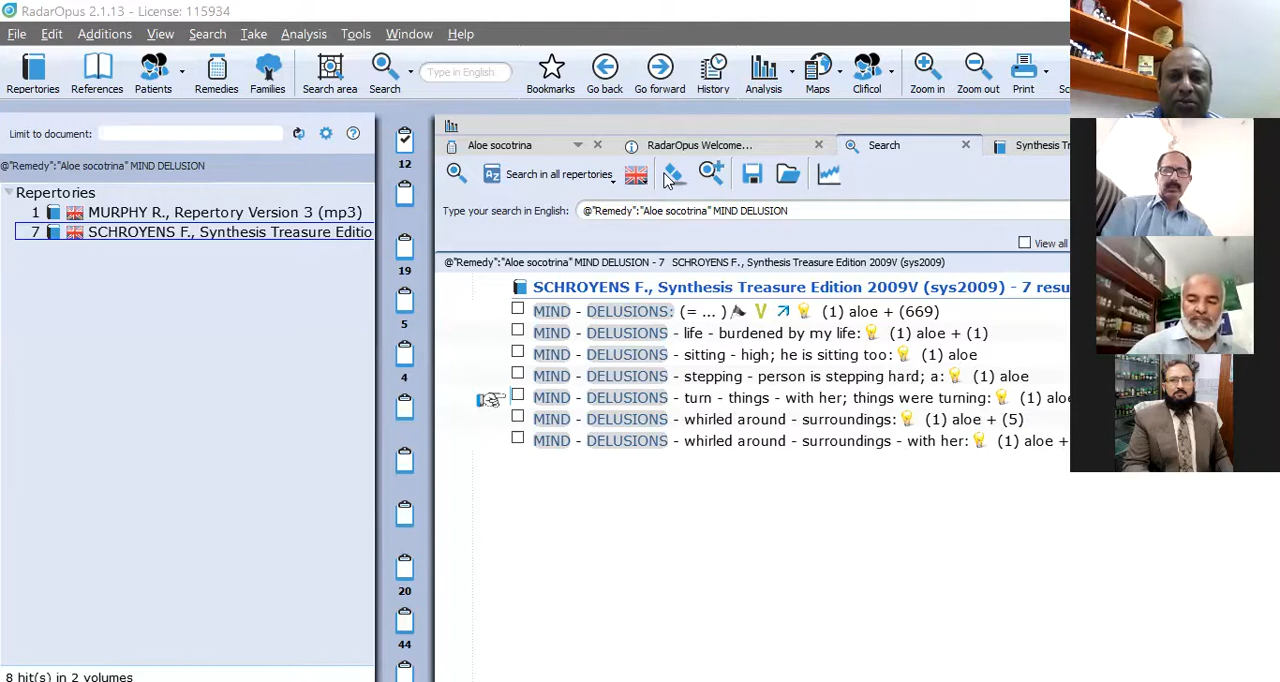 RadarOpus 2.1.13 - License: 115934
File Edit Additions View Search Take Analysis Tools Window Help
Type in English
Repertories References Patients Remedies Families Search area Search Bookmarks Go back Go forward History Analysis Maps Clificol Zoom in Zoom out Print
Limit to document:
@"Remedy":"Aloe socotrina" MIND DELUSION
Repertories
1 MURPHY R., Repertory Version 3 (mp3)
7 SCHROYENS F., Synthesis Treasure Editio
8 hit(s) in 2 volumes
12
19
5
4
20
44
Aloe socotrina RadarOpus Welcome... Search Synthesis Tr
Search in all repertories
Type your search in English: @"Remedy":"Aloe socotrina" MIND DELUSION
View all
@"Remedy":"Aloe socotrina" MIND DELUSION - 7 SCHROYENS F., Synthesis Treasure Edition 2009V (sys2009)
SCHROYENS F., Synthesis Treasure Edition 2009V (sys2009) - 7 resu
MIND - DELUSIONS: (= ... ) V (1) aloe + (669)
MIND - DELUSIONS - life - burdened by my life: (1) aloe + (1)
MIND - DELUSIONS - sitting - high; he is sitting too: (1) aloe
MIND - DELUSIONS - stepping - person is stepping hard; a: (1) aloe
MIND - DELUSIONS - turn - things - with her; things were turning: (1) aloe
MIND - DELUSIONS - whirled around - surroundings: (1) aloe + (5)
MIND - DELUSIONS - whirled around - surroundings - with her: (1) aloe +